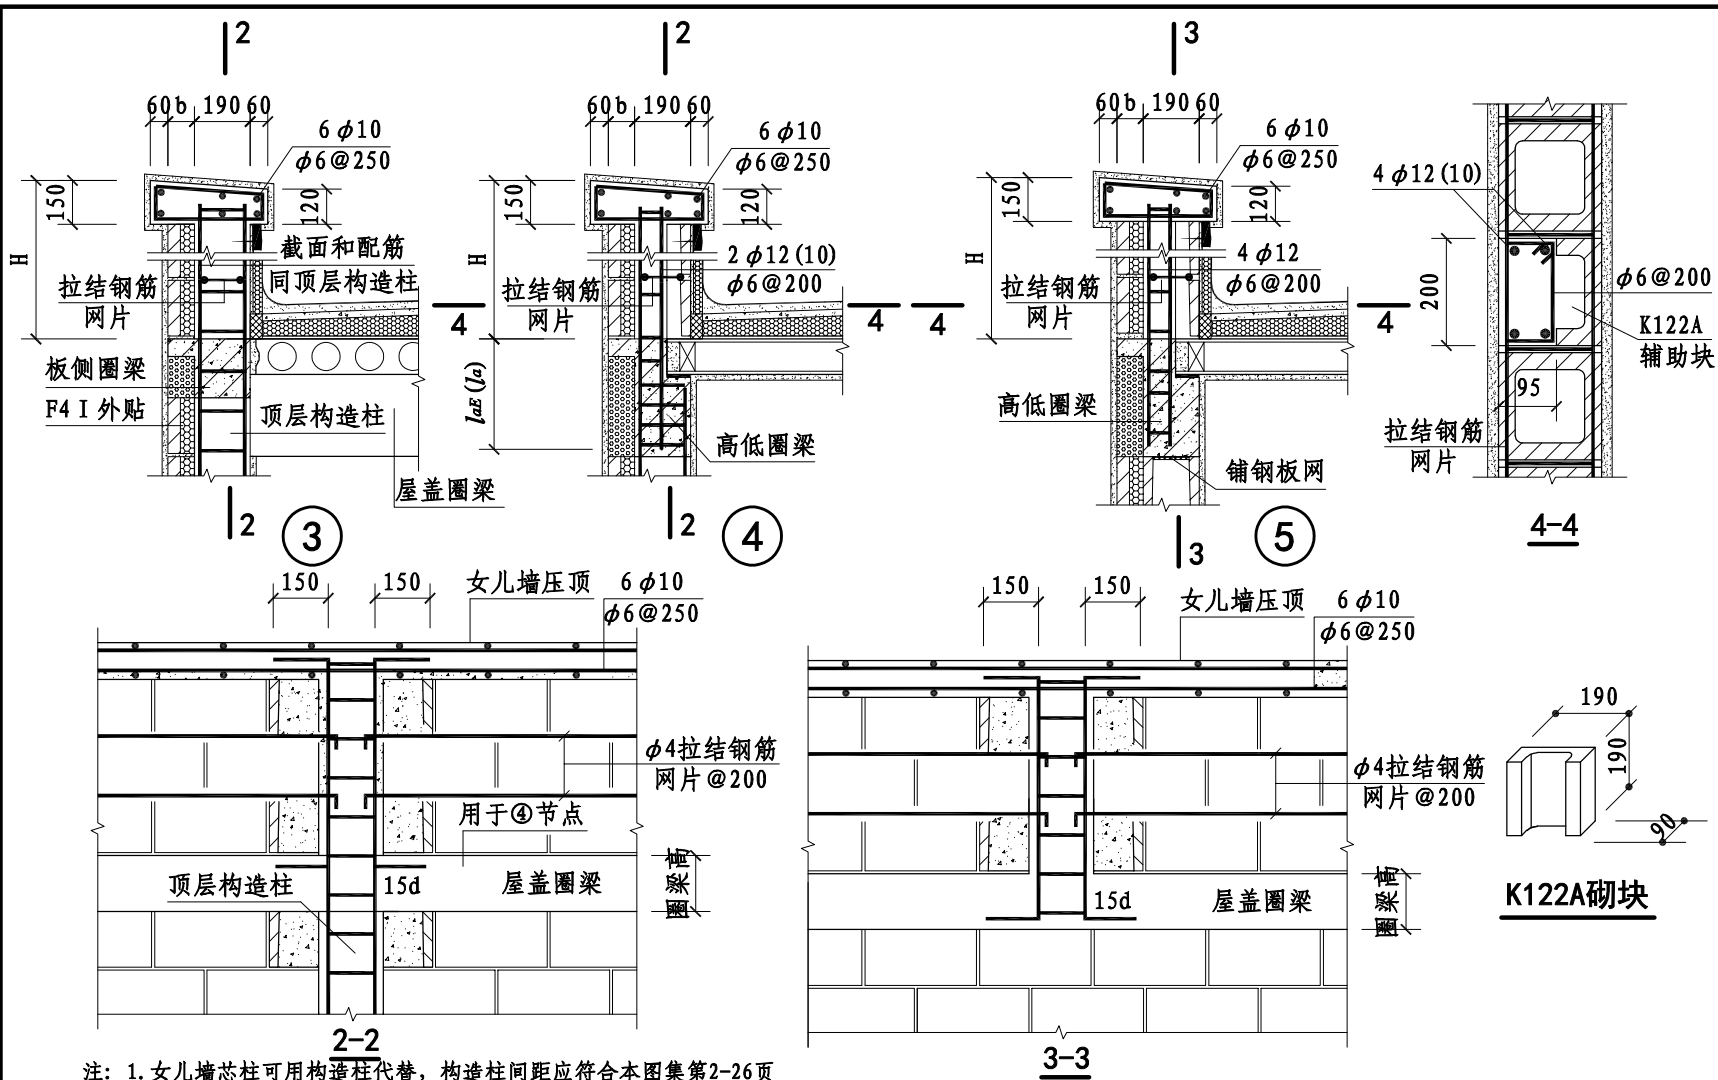 2
2
3
60 b 190 60
60 b 190 60
60 b 190 60
6ϕ10
ϕ6@250
6ϕ10
ϕ6@250
6ϕ10
ϕ6@250
4ϕ12(10)
150
120
150
120
150
120
H
H
H
截面和配筋
同顶层构造柱
2ϕ12(10)
ϕ6@200
4ϕ12
ϕ6@200
200
ϕ6@200
拉结钢筋
网片
拉结钢筋
网片
拉结钢筋
网片
4
4
4
4
K122A
辅助块
板侧圈梁
F4 I 外贴
顶层构造柱
laE(la)
高低圈梁
高低圈梁
95
拉结钢筋
网片
屋盖圈梁
铺钢板网
2
③
2
④
3
⑤
4-4
150
150
女儿墙压顶
6ϕ10
ϕ6@250
150
150
女儿墙压顶
6ϕ10
ϕ6@250
ϕ4拉结钢筋
网片@200
ϕ4拉结钢筋
网片@200
用于④节点
顶层构造柱
15d
屋盖圈梁
圈梁高
15d
屋盖圈梁
圈梁高
190
190
90
K122A砌块
2-2
3-3
注: 1.女儿墙芯柱可用构造柱代替，构造柱间距应符合本图集第2-26页